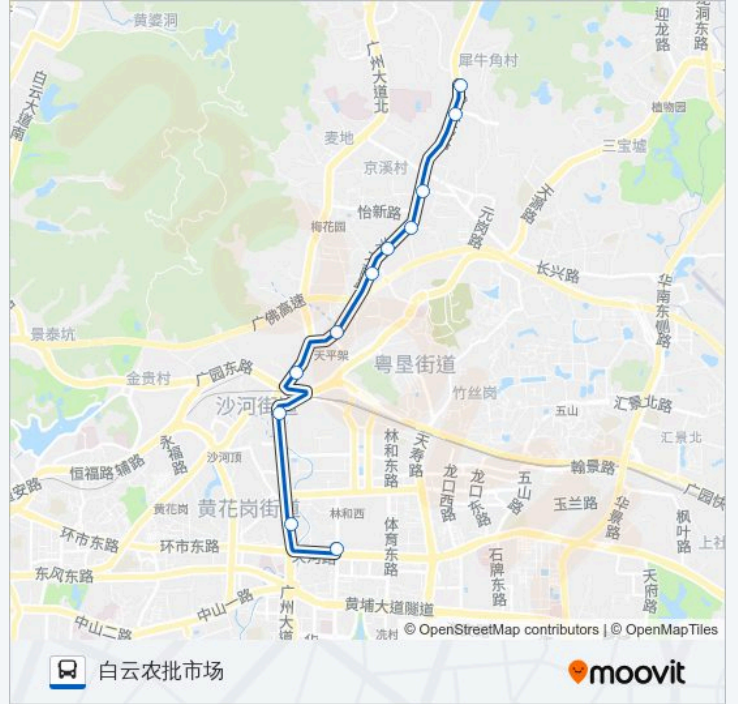 黄婆洞
迎龙路
龙洞东路
广州大道北
犀牛角村
白云大道南
植物园
麦地
三宝墟
京溪村
天源路
怡新路
元岗路
梅花园
长兴路
华南东路
广佛高速
景泰坑
天平架
粤垦街道
广园东路
金贵村
竹丝岗
沙河街
五山
汇景北路
永福路
林和东路
天寿路
汇景北
沙河顶
恒福路辅路
翰景路
龙口西路
龙口东路
五山路
广园快
黄花岗
黄花岗街道
林和西
玉兰路
华景路
枫叶路
环市东路
环市东路
体育东路
上社
石牌东路
东风东路
天府路
中山一路
广州大道
黄埔大道隧道
中山二路
冼村
© OpenStreetMap contributors | © OpenMapTiles
白云农批市场
moovit